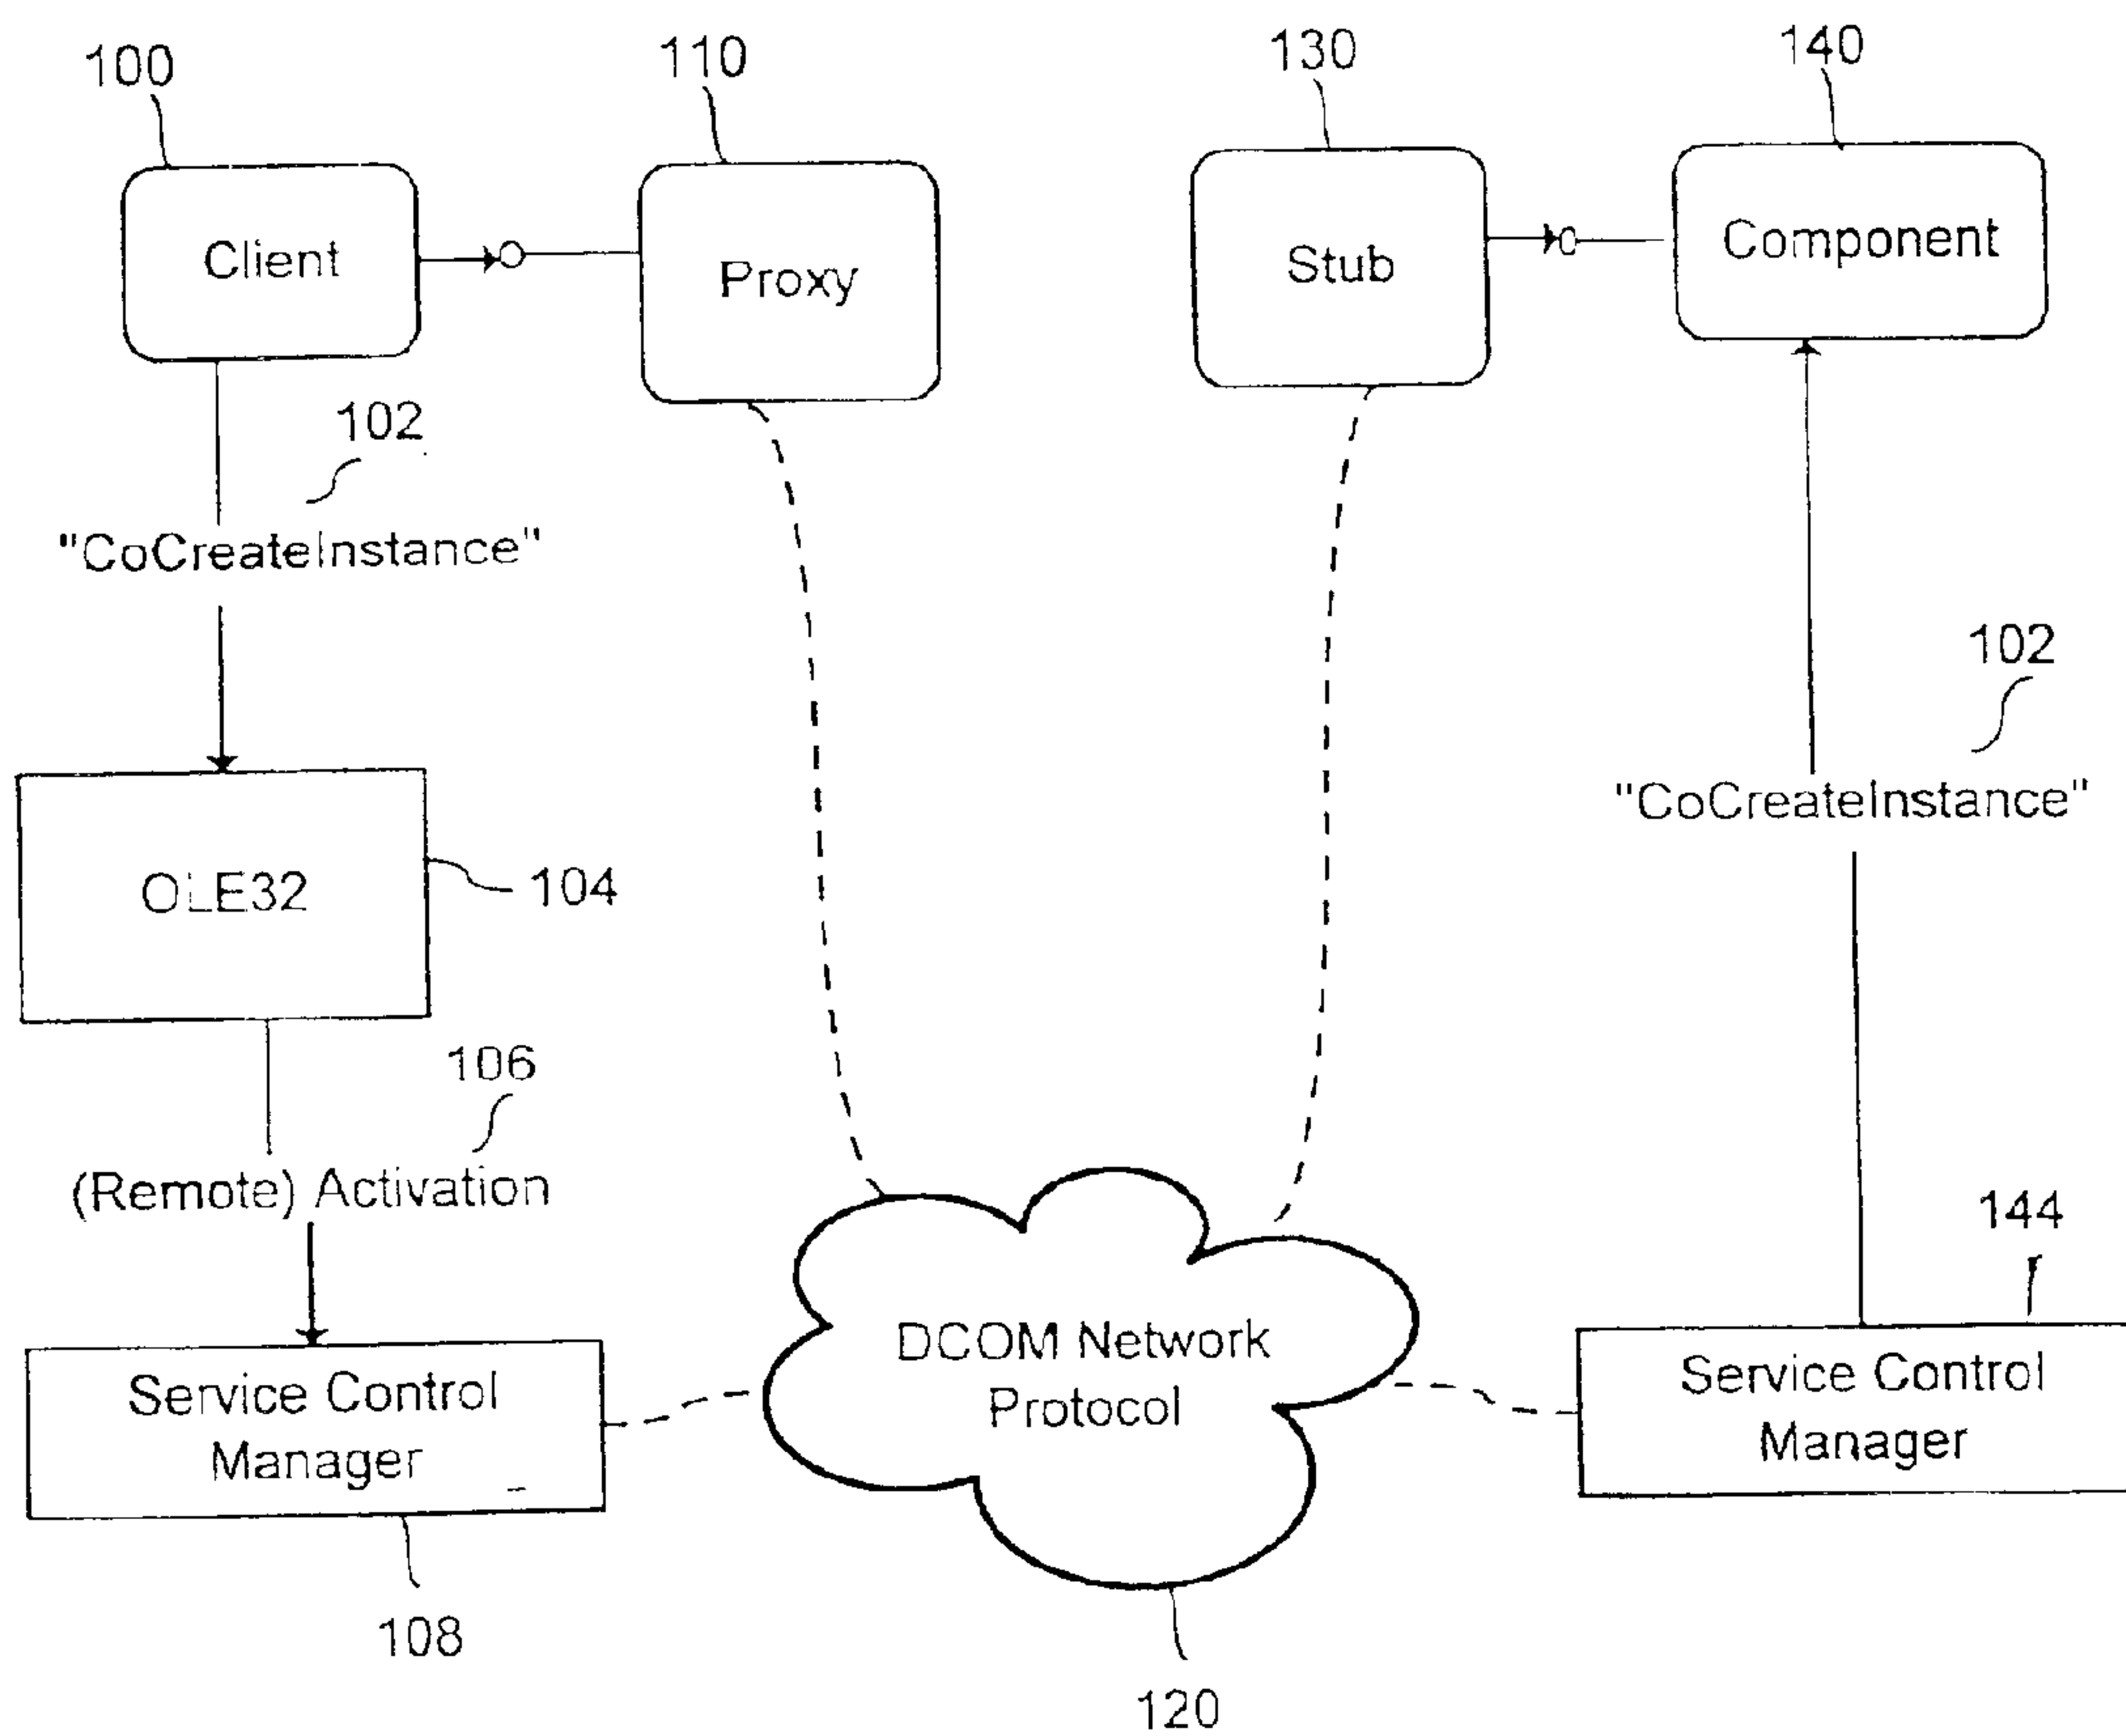 100
110
130
140
Client
Proxy
Stub
Component
102
"CoCreateInstance"
102
"CoCreateInstance"
OLE32
104
106
(Remote) Activation
144
DCOM Network
Protocol
Service Control
Manager
Service Control
Manager
108
120